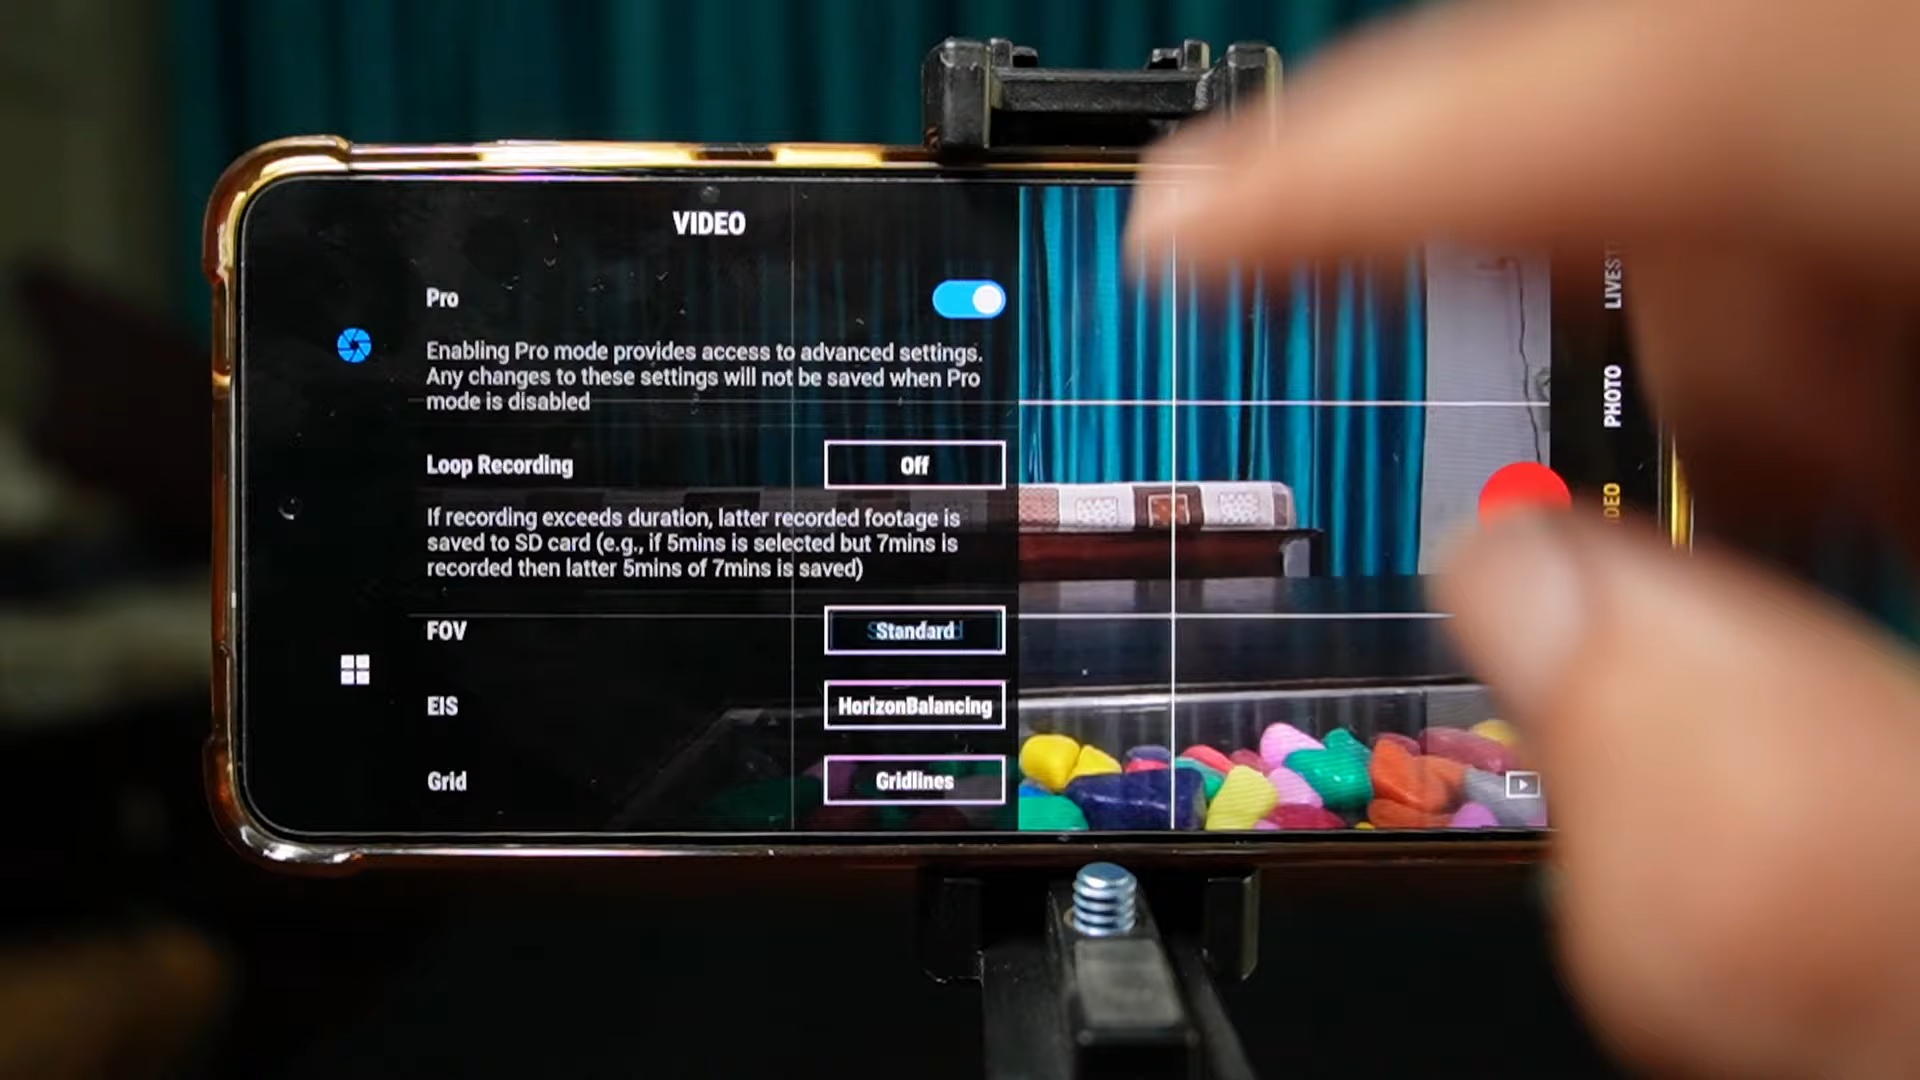 VIDEO
Pro
Enabling Pro mode provides access to advanced settings.
Any changes to these settings will not be saved when Pro
mode is disabled
Loop Recording
Off
If recording exceeds duration, latter recorded footage is
saved to SD card (e.g., if 5mins is selected but 7mins is
recorded then latter 5mins of 7mins is saved)
FOV
Standard
EIS
HorizonBalancing
Grid
Gridlines
LIVES
PHOTO
DEO